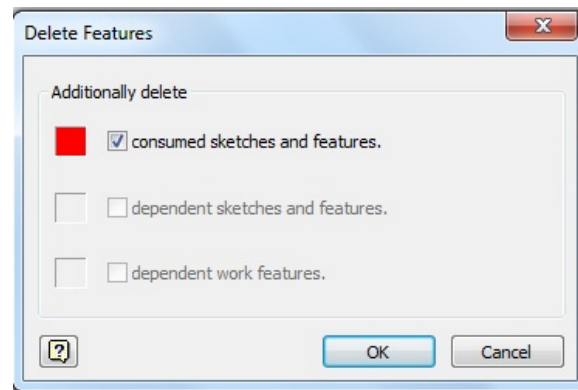 Delete Features
Additionally delete
consumed sketches and features.
dependent sketches and features.
dependent work features.
?
OK
Cancel